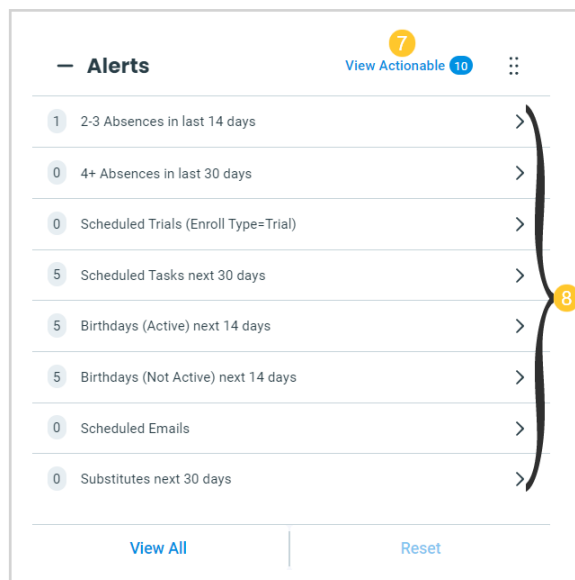 7
Alerts
View Actionable 10
1 2-3 Absences in last 14 days
0 4+ Absences in last 30 days
0 Scheduled Trials (Enroll Type=Trial)
5 Scheduled Tasks next 30 days
8
5 Birthdays (Active) next 14 days
5 Birthdays (Not Active) next 14 days
0 Scheduled Emails
0 Substitutes next 30 days
View All
Reset